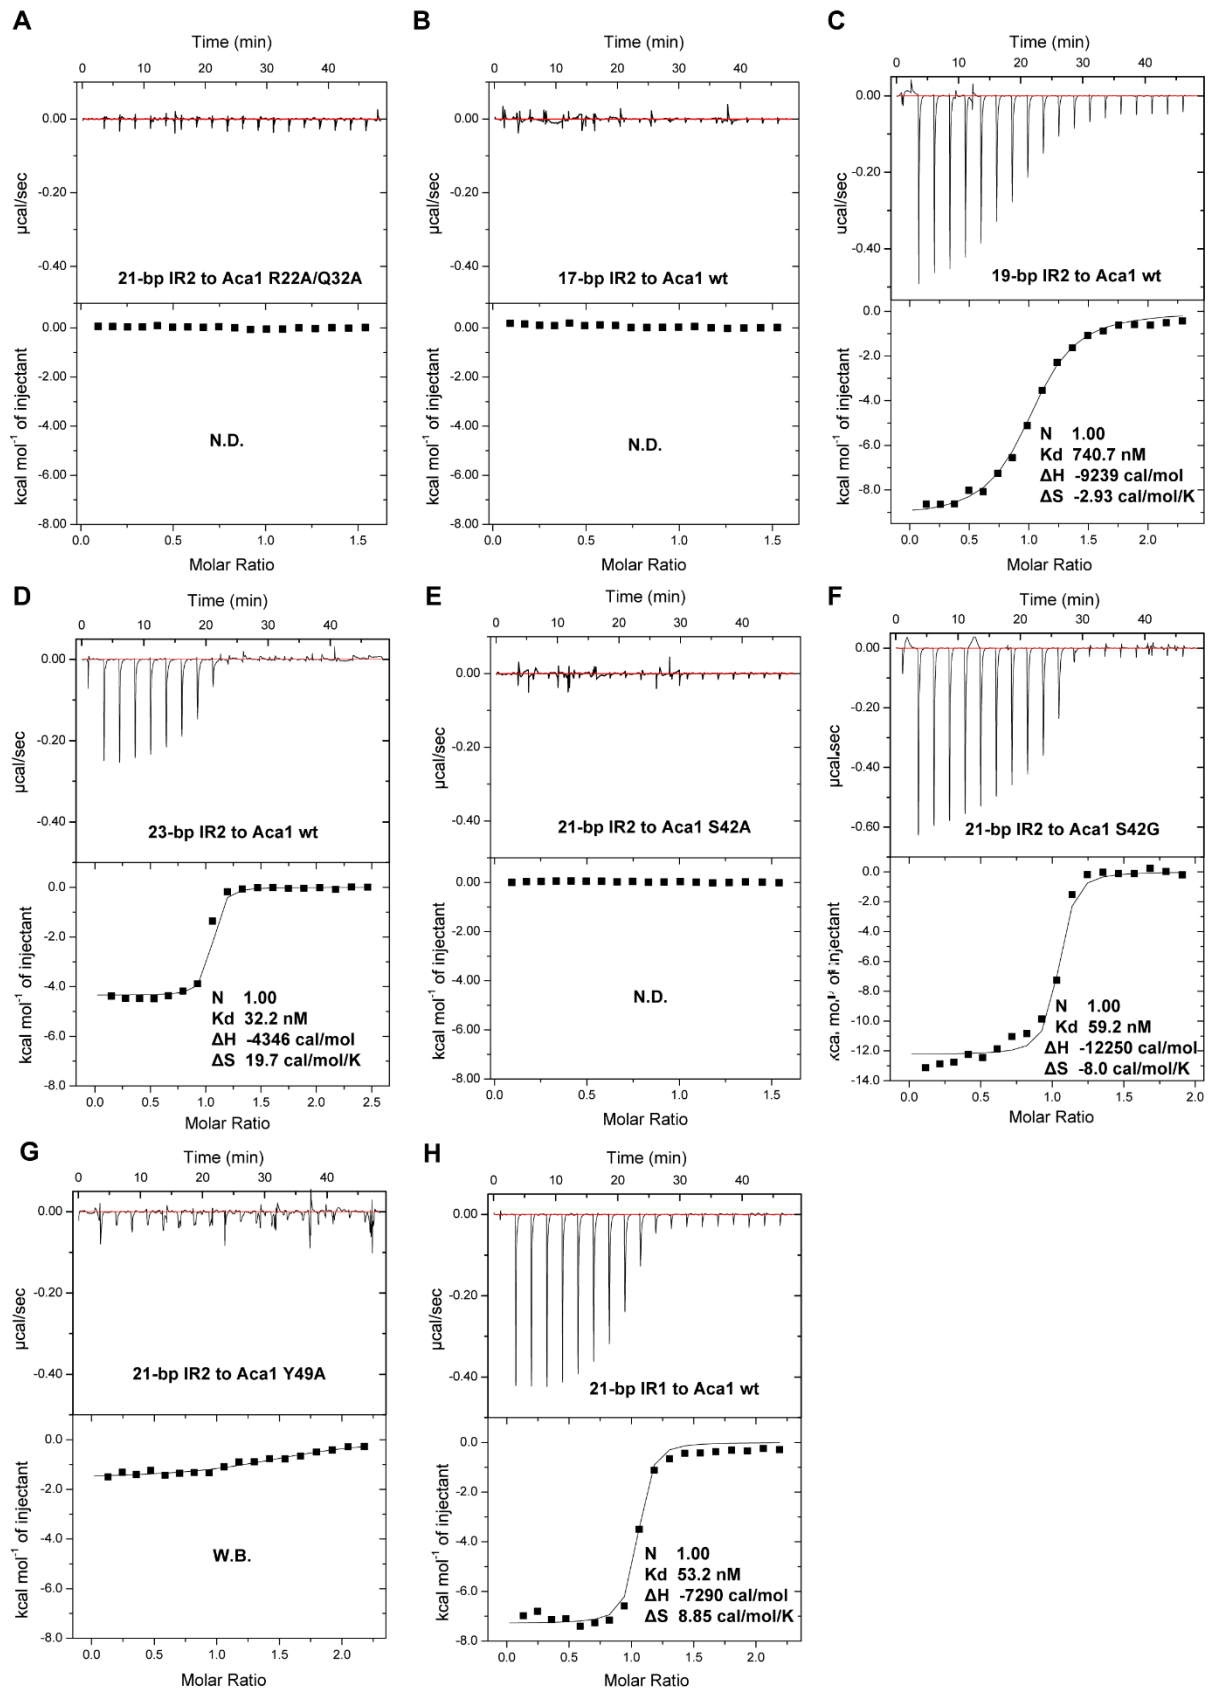 A
Time (min)
0 10 20 30 40
0.00
-0.20
-0.40
µcal/sec
21-bp IR2 to Aca1 R22A/Q32A
0.00
-2.00
-4.00
-6.00
-8.00
kcal mol⁻¹ of injectant
N.D.
0.0 0.5 1.0 1.5
Molar Ratio
B
Time (min)
0 10 20 30 40
0.00
-0.20
-0.40
µcal/sec
17-bp IR2 to Aca1 wt
0.00
-2.00
-4.00
-6.00
-8.00
kcal mol⁻¹ of injectant
N.D.
0.0 0.5 1.0 1.5
Molar Ratio
C
Time (min)
0 10 20 30 40
0.00
-0.20
-0.40
ucal/sec
19-bp IR2 to Aca1 wt
0.0
-2.0
-4.0
-6.0
-8.0
kcal mol⁻¹ of injectant
N 1.00
Kd 740.7 nM
ΔH -9239 cal/mol
ΔS -2.93 cal/mol/K
0.0 0.5 1.0 1.5 2.0
Molar Ratio
D
Time (min)
0 10 20 30 40
0.00
-0.20
-0.40
µcal/sec
23-bp IR2 to Aca1 wt
0.0
-2.0
-4.0
-6.0
-8.0
kcal mol⁻¹ of injectant
N 1.00
Kd 32.2 nM
ΔH -4346 cal/mol
ΔS 19.7 cal/mol/K
0.0 0.5 1.0 1.5 2.0 2.5
Molar Ratio
E
Time (min)
0 10 20 30 40
0.00
-0.20
-0.40
µcal/sec
21-bp IR2 to Aca1 S42A
0.00
-2.00
-4.00
-6.00
-8.00
kcal mol⁻¹ of injectant
N.D.
0.0 0.5 1.0 1.5
Molar Ratio
F
Time (min)
0 10 20 30 40
0.00
-0.20
-0.40
-0.60
µcal/sec
21-bp IR2 to Aca1 S42G
0.0
-2.0
-4.0
-6.0
-8.0
-10.0
-12.0
-14.0
kcal mol⁻¹ of injectant
N 1.00
Kd 59.2 nM
ΔH -12250 cal/mol
ΔS -8.0 cal/mol/K
0.0 0.5 1.0 1.5 2.0
Molar Ratio
G
Time (min)
0 10 20 30 40
0.00
-0.20
-0.40
µcal/sec
21-bp IR2 to Aca1 Y49A
0.0
-2.0
-4.0
-6.0
-8.0
kcal mol⁻¹ of injectant
W.B.
0.0 0.5 1.0 1.5 2.0
Molar Ratio
H
Time (min)
0 10 20 30 40
0.00
-0.20
-0.40
µcal/sec
21-bp IR1 to Aca1 wt
0.0
-2.0
-4.0
-6.0
-8.0
kcal mol⁻¹ of injectant
N 1.00
Kd 53.2 nM
ΔH -7290 cal/mol
ΔS 8.85 cal/mol/K
0.0 0.5 1.0 1.5 2.0
Molar Ratio